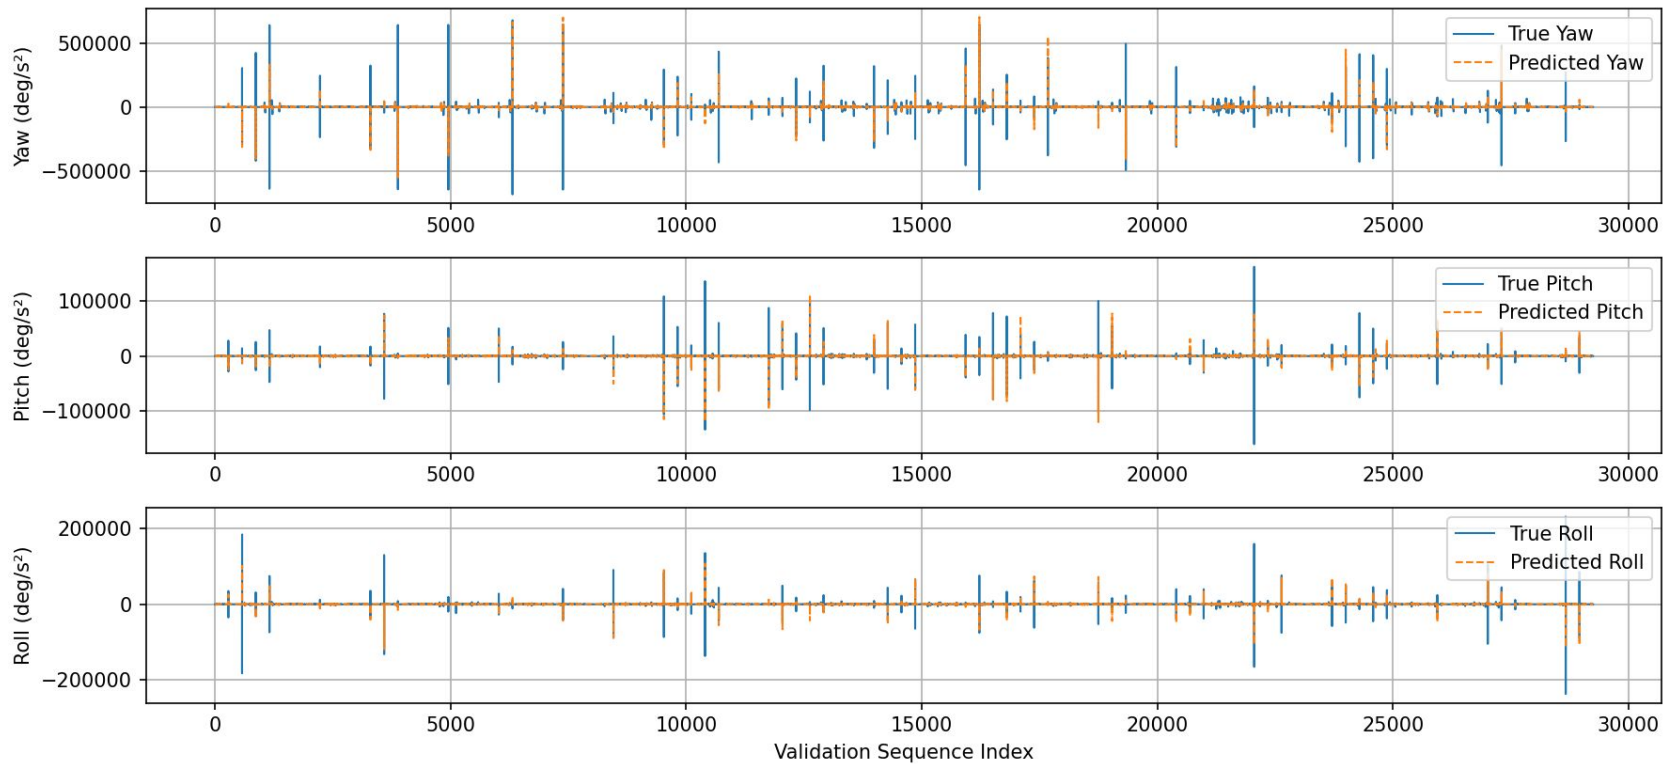 Yaw (deg/s²)
500000
0
−500000
True Yaw
Predicted Yaw
0 5000 10000 15000 20000 25000 30000
Pitch (deg/s²)
100000
0
−100000
True Pitch
Predicted Pitch
0 5000 10000 15000 20000 25000 30000
Roll (deg/s²)
200000
0
−200000
True Roll
Predicted Roll
0 5000 10000 15000 20000 25000 30000
Validation Sequence Index